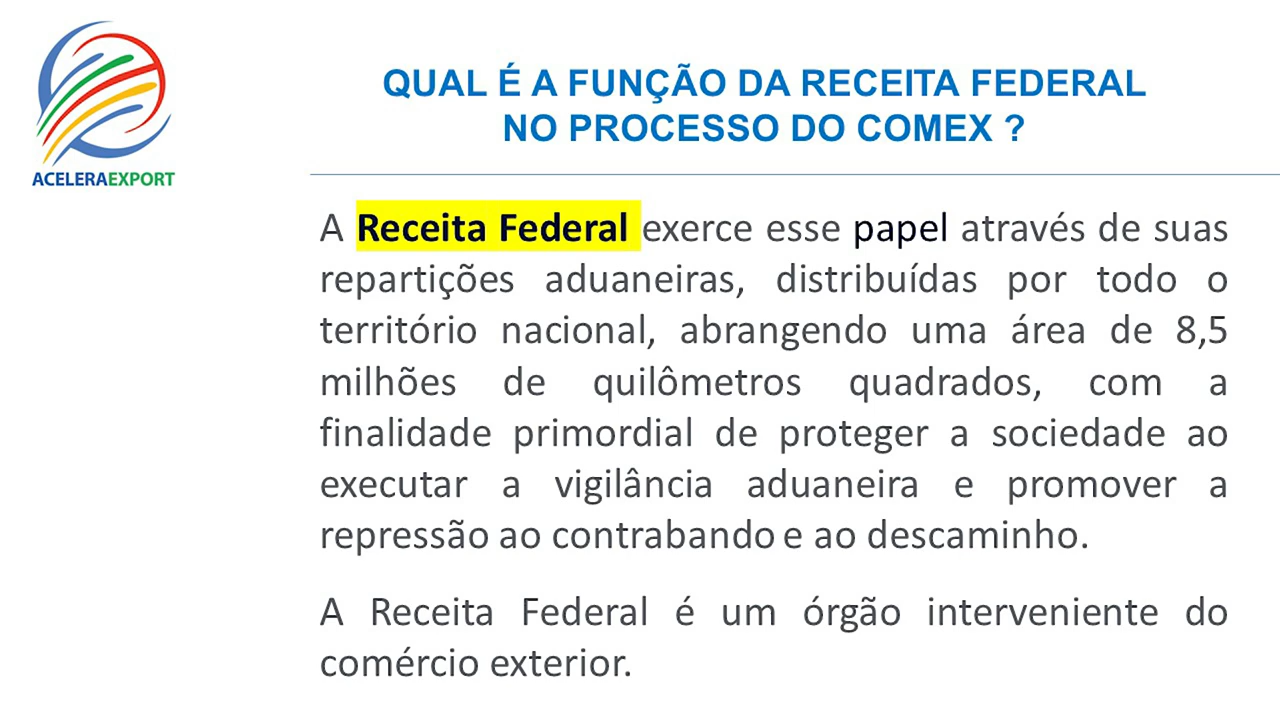 ACELERAEXPORT
QUAL É A FUNÇÃO DA RECEITA FEDERAL
NO PROCESSO DO COMEX ?
A Receita Federal exerce esse papel através de suas
repartições aduaneiras, distribuídas por todo o
território nacional, abrangendo uma área de 8,5
milhões de quilômetros quadrados, com a
finalidade primordial de proteger a sociedade ao
executar a vigilância aduaneira e promover a
repressão ao contrabando e ao descaminho.
A Receita Federal é um órgão interveniente do
comércio exterior.